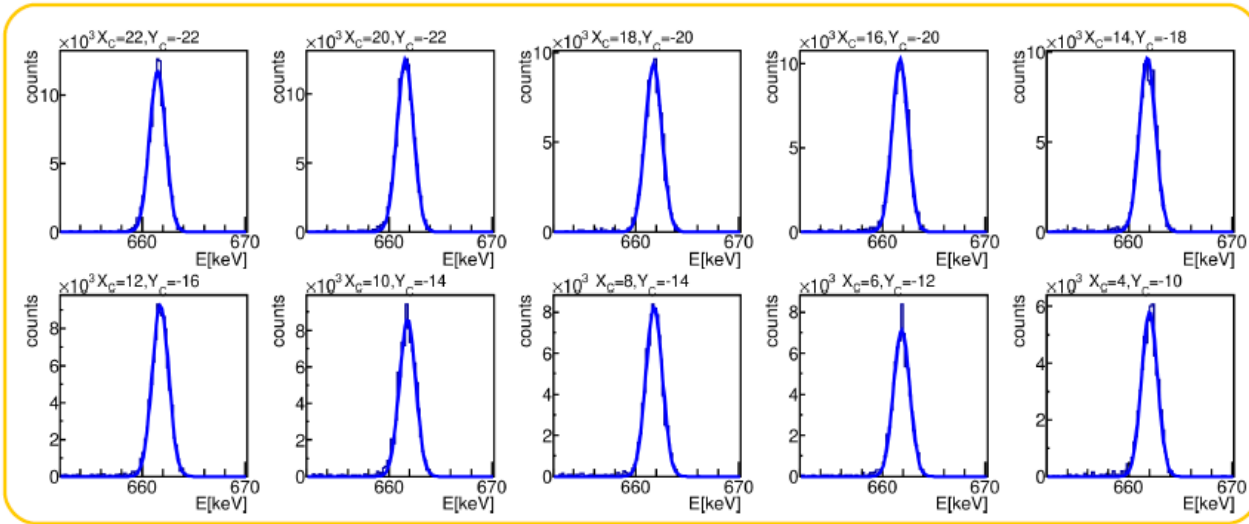 ×10³ X_C=22,Y_C=-22
counts
10
5
0
660
670
E[keV]
×10³ X_C=20,Y_C=-22
counts
10
5
0
660
670
E[keV]
×10³ X_C=18,Y_C=-20
counts
10
5
0
660
670
E[keV]
×10³ X_C=16,Y_C=-20
counts
10
5
0
660
670
E[keV]
×10³ X_C=14,Y_C=-18
counts
10
5
0
660
670
E[keV]
×10³ X_C=12,Y_C=-16
counts
8
6
4
2
0
660
670
E[keV]
×10³ X_C=10,Y_C=-14
counts
8
6
4
2
0
660
670
E[keV]
×10³ X_C=8,Y_C=-14
counts
8
6
4
2
0
660
670
E[keV]
×10³ X_C=6,Y_C=-12
counts
8
6
4
2
0
660
670
E[keV]
×10³ X_C=4,Y_C=-10
counts
6
4
2
0
660
670
E[keV]